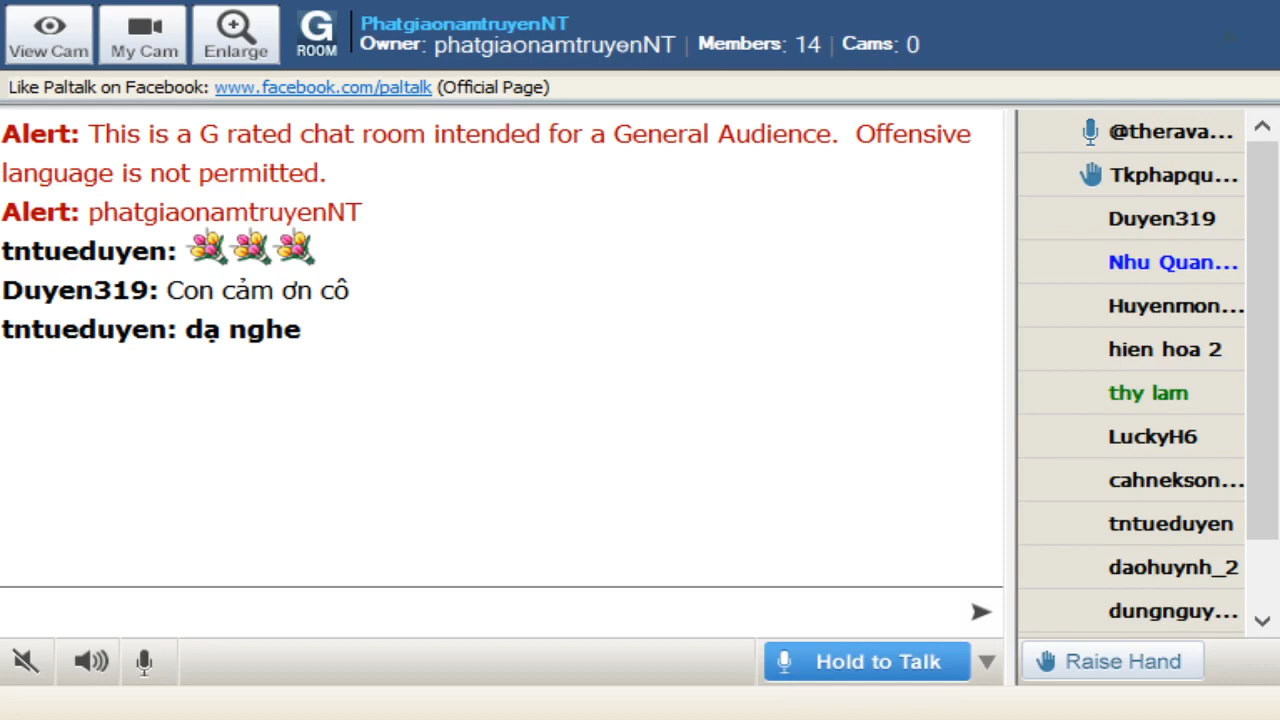 View Cam
My Cam
Enlarge
G
ROOM
PhatgiaonamtruyenNT
Owner: phatgiaonamtruyenNT | Members: 14 | Cams: 0
Like Paltalk on Facebook: www.facebook.com/paltalk (Official Page)
Alert: This is a G rated chat room intended for a General Audience.  Offensive
language is not permitted.
Alert: phatgiaonamtruyenNT
tntueduyen:
Duyen319: Con cảm ơn cô
tntueduyen: dạ nghe
@therava...
Tkphapqu...
Duyen319
Nhu Quan...
Huyenmon...
hien hoa 2
thy lam
LuckyH6
cahnekson...
tntueduyen
daohuynh_2
dungnguy...
Hold to Talk
Raise Hand